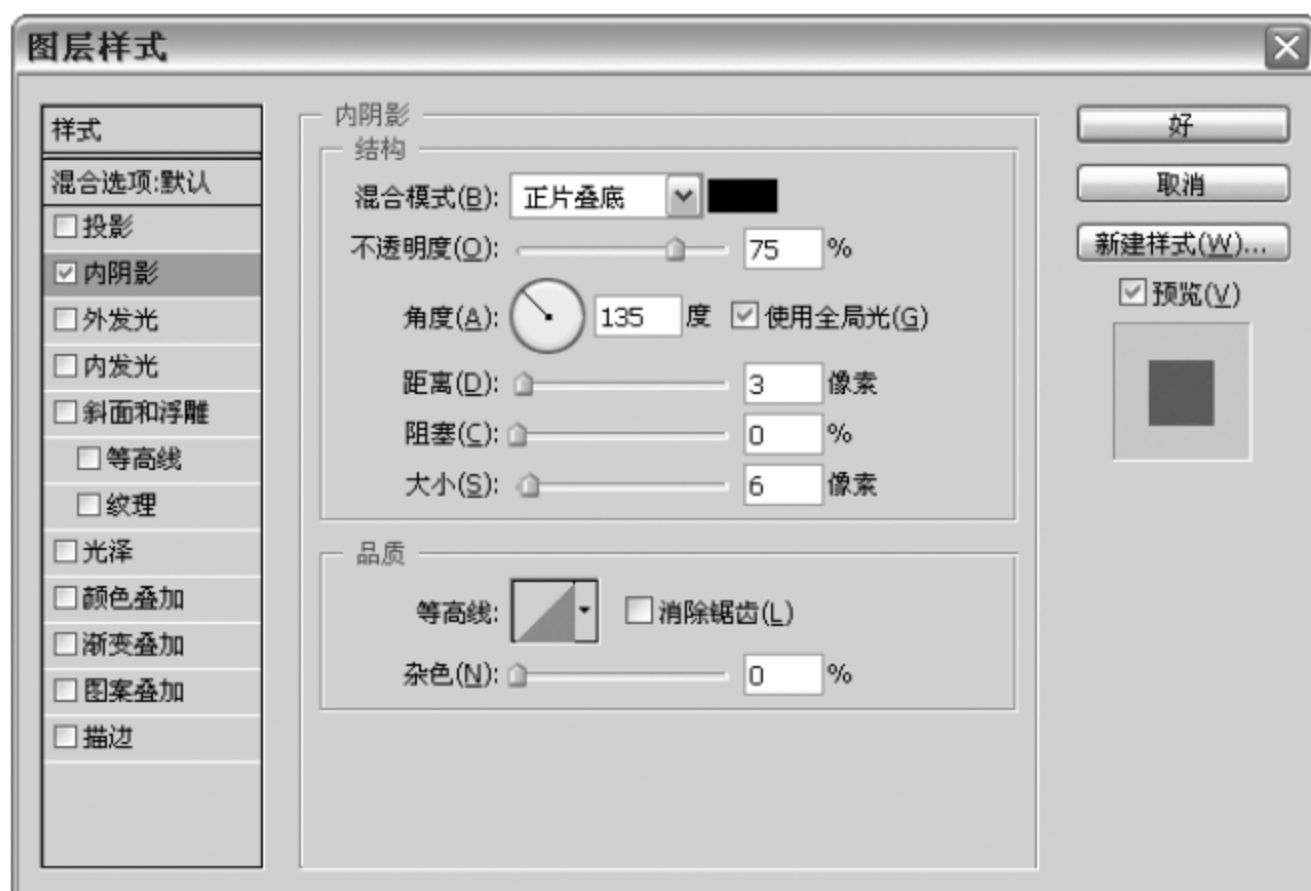 图层样式
样式
混合选项:默认
投影
内阴影
外发光
内发光
斜面和浮雕
等高线
纹理
光泽
颜色叠加
渐变叠加
图案叠加
描边
内阴影
结构
混合模式(B): 正片叠底
不透明度(O): 75 %
角度(A): 135 度 使用全局光(G)
距离(D): 3 像素
阻塞(C): 0 %
大小(S): 6 像素
品质
等高线: 消除锯齿(L)
杂色(N): 0 %
好
取消
新建样式(W)...
预览(V)